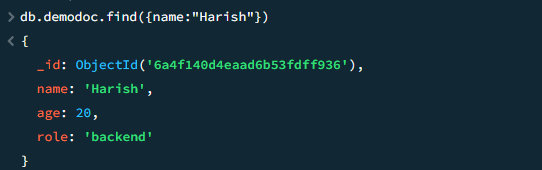 > db.demodoc.find({name:"Harish"})
< {
_id: ObjectId('6a4f140d4eaad6b53fdff936'),
name: 'Harish',
age: 20,
role: 'backend'
}